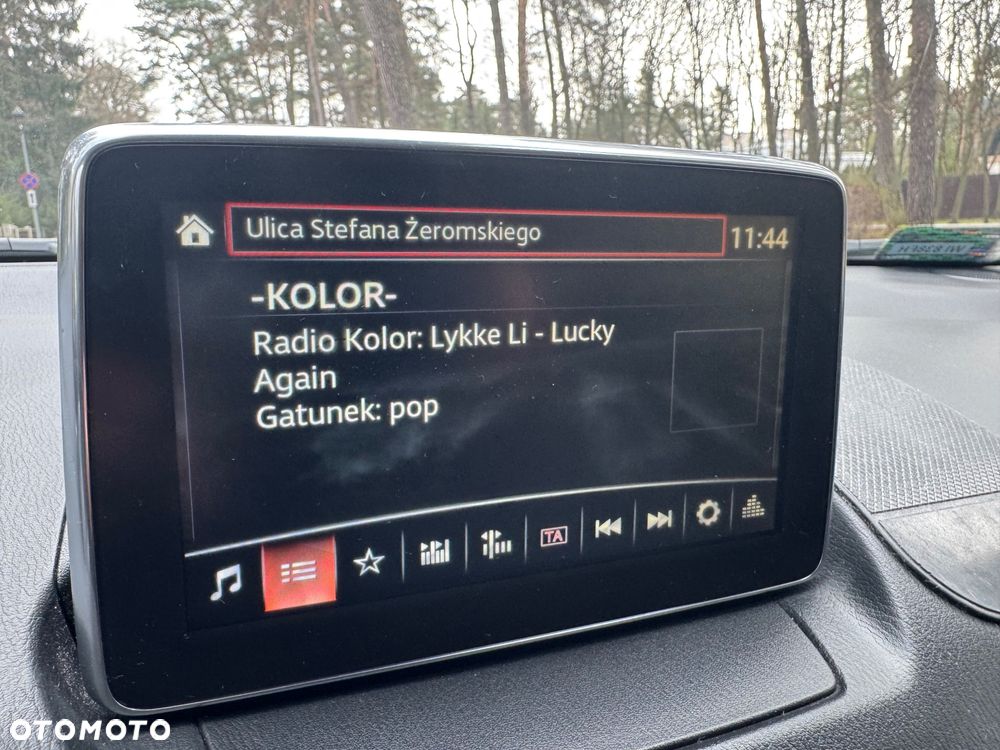 Ulica Stefana Żeromskiego
11:44
-KOLOR-
Radio Kolor: Lykke Li - Lucky
Again
Gatunek: pop
TA
OTOMOTO